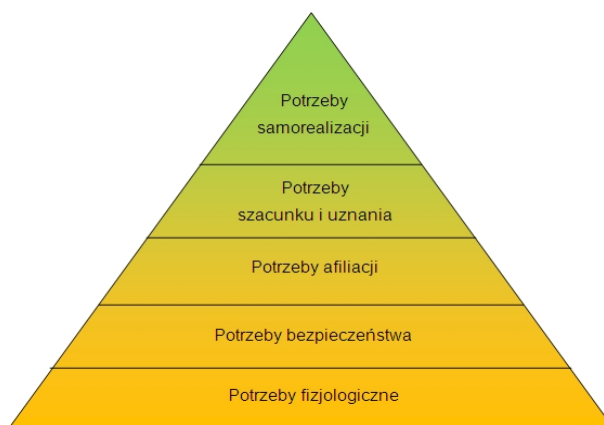 Potrzeby
samorealizacji
Potrzeby
szacunku i uznania
Potrzeby afiliacji
Potrzeby bezpieczeństwa
Potrzeby fizjologiczne